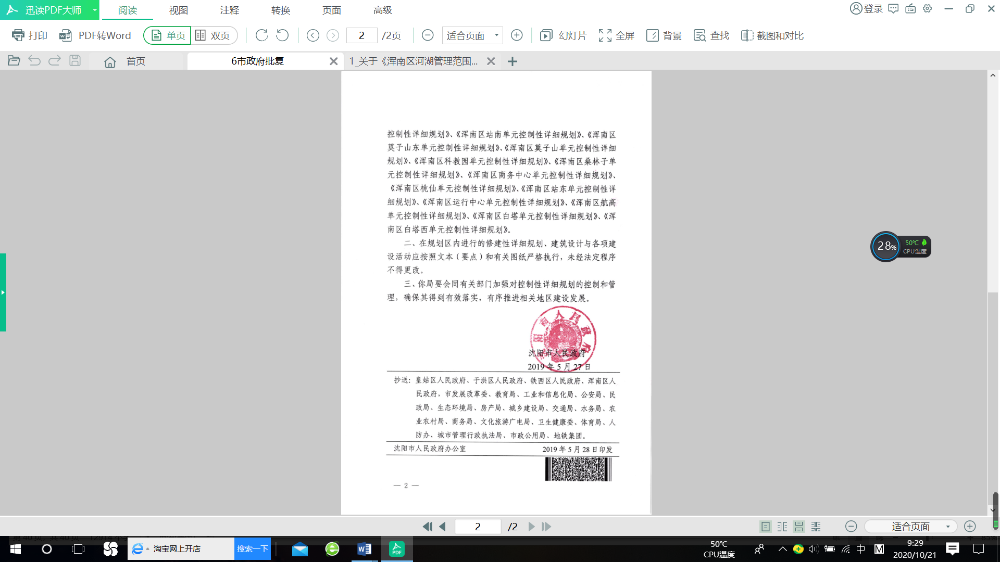 迅读PDF大师
阅读
视图
注释
转换
页面
高级
登录
打印
PDF转Word
单页
双页
2
/2页
适合页面
幻灯片
全屏
背景
查找
截图和对比
首页
6市政府批复
1_关于《浑南区河湖管理范围...
控制性详细规划》、《浑南区站南单元控制性详细规划》、《浑南区
莫子山东单元控制性详细规划》、《浑南区莫子山单元控制性详细
规划》、《浑南区科教园单元控制性详细规划》、《浑南区桑林子单
元控制性详细规划》、《浑南区商务中心单元控制性详细规划》、
《浑南区桃仙单元控制性详细规划》、《浑南区站东单元控制性详
细规划》、《浑南区运行中心单元控制性详细规划》、《浑南区航高
单元控制性详细规划》、《浑南区白塔单元控制性详细规划》、《浑
南区白塔西单元控制性详细规划》。
二、在规划区内进行的修建性详细规划、建筑设计与各项建
设活动应按照文本（要点）和有关图纸严格执行，未经法定程序
不得更改。
三、你局要会同有关部门加强对控制性详细规划的控制和管
理，确保其得到有效落实，有序推进相关地区建设发展。
沈阳市人民政府
2019年5月27日
抄送：皇姑区人民政府、于洪区人民政府、铁西区人民政府、浑南区人
民政府，市发展改革委、教育局、工业和信息化局、公安局、民
政局、生态环境局、房产局、城乡建设局、交通局、水务局、农
业农村局、商务局、文化旅游广电局、卫生健康委、体育局、人
防办、城市管理行政执法局、市政公用局、地铁集团。
沈阳市人民政府办公室
2019年5月28日印发
— 2 —
28%
50℃
CPU温度
2
/2
适合页面
淘宝网上开店
搜索一下
50℃
CPU温度
中
M
9:29
2020/10/21